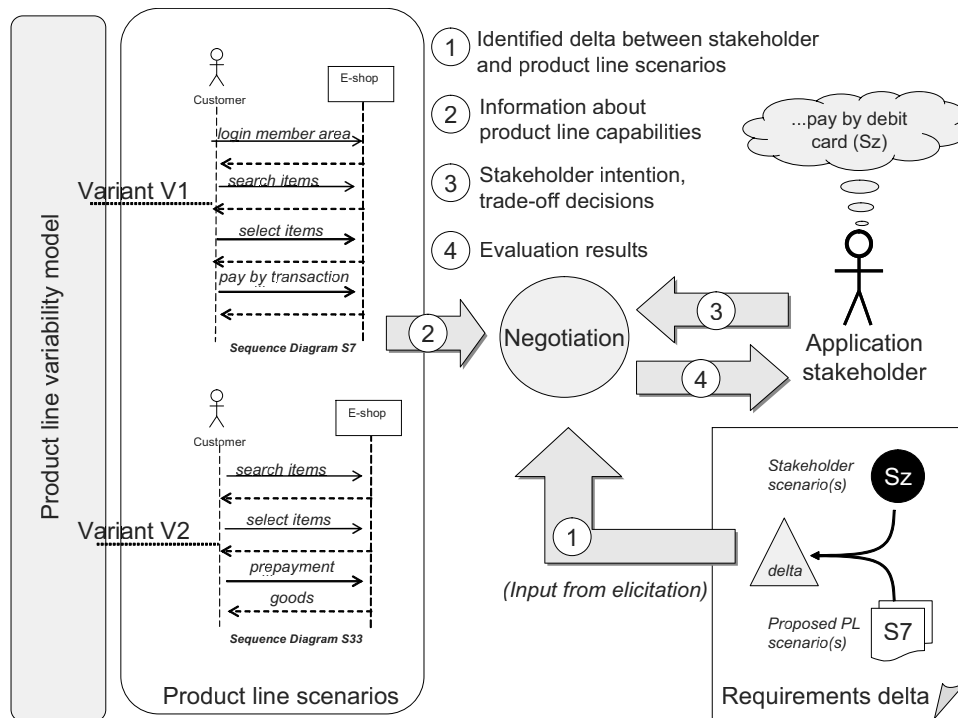 Product line variability model
Customer
E-shop
login member area
search items
Variant V1
select items
pay by transaction
...
Sequence Diagram S7
Customer
E-shop
search items
select items
Variant V2
prepayment
...
goods
Sequence Diagram S33
Product line scenarios
1 Identified delta between stakeholder
and product line scenarios
2 Information about
product line capabilities
3 Stakeholder intention,
trade-off decisions
4 Evaluation results
...pay by debit
card (Sz)
2
Negotiation
3
4
Application
stakeholder
1
(Input from elicitation)
Stakeholder
scenario(s)
Sz
delta
Proposed PL
scenario(s)
S7
Requirements delta